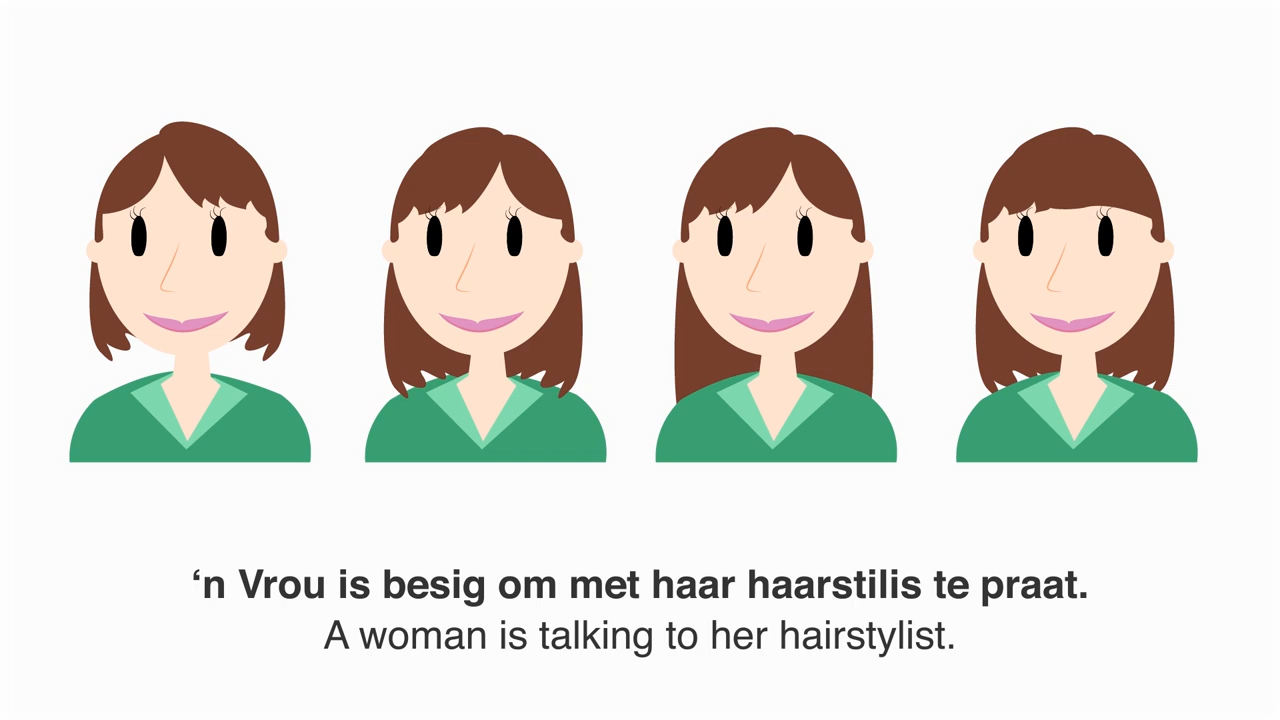 ‘n Vrou is besig om met haar haarstilis te praat.
A woman is talking to her hairstylist.